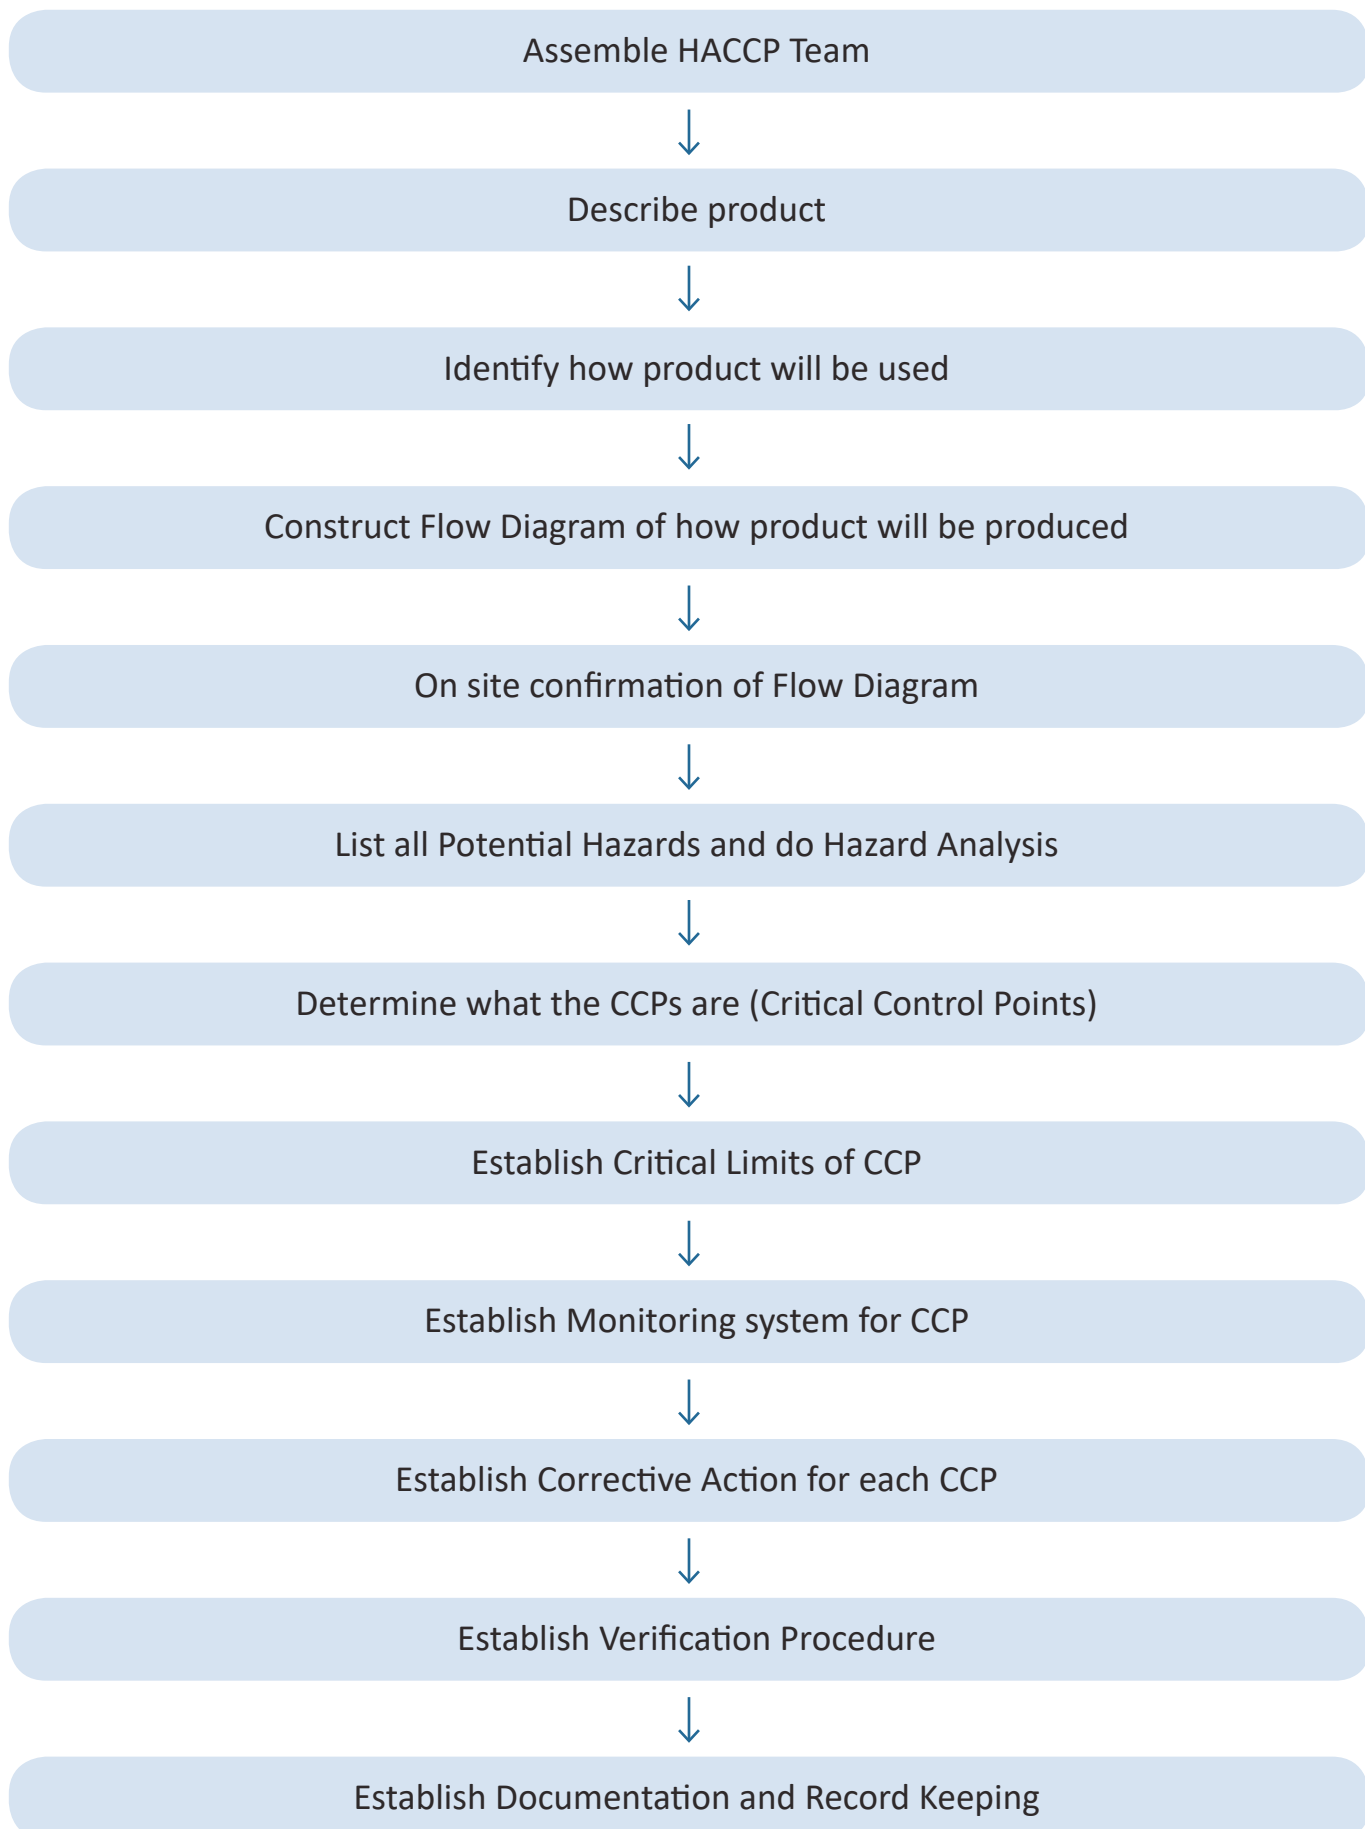 Assemble HACCP Team
Describe product
Identify how product will be used
Construct Flow Diagram of how product will be produced
On site confirmation of Flow Diagram
List all Potential Hazards and do Hazard Analysis
Determine what the CCPs are (Critical Control Points)
Establish Critical Limits of CCP
Establish Monitoring system for CCP
Establish Corrective Action for each CCP
Establish Verification Procedure
Establish Documentation and Record Keeping